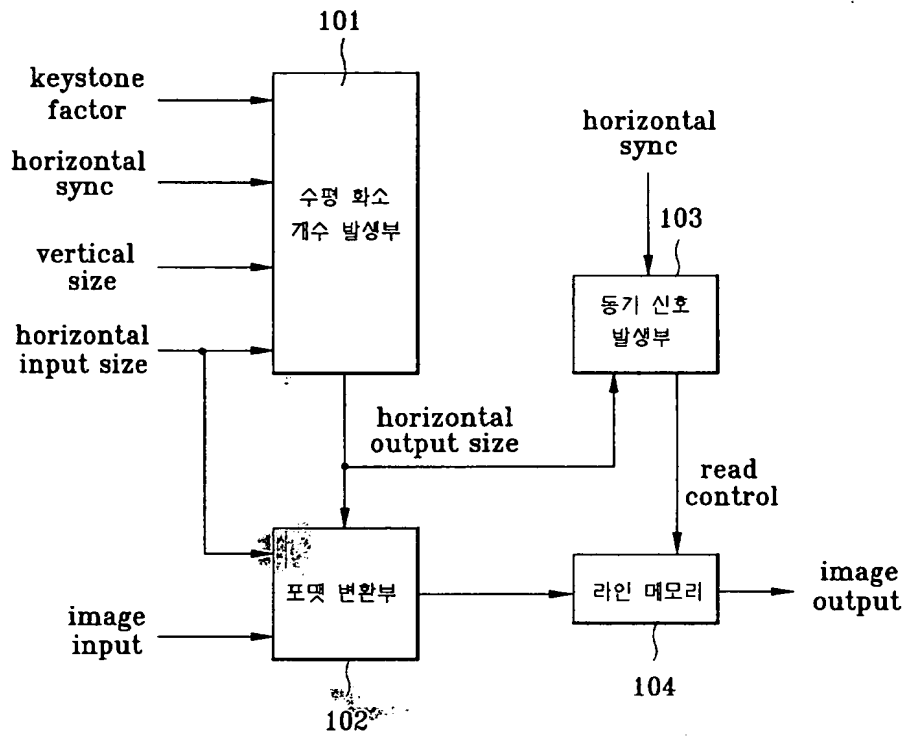 101
keystone
factor
horizontal
sync
수평 화소
개수 발생부
vertical
size
horizontal
input size
horizontal
sync
103
동기 신호
발생부
horizontal
output size
read
control
포맷 변환부
라인 메모리
image
output
image
input
102
104